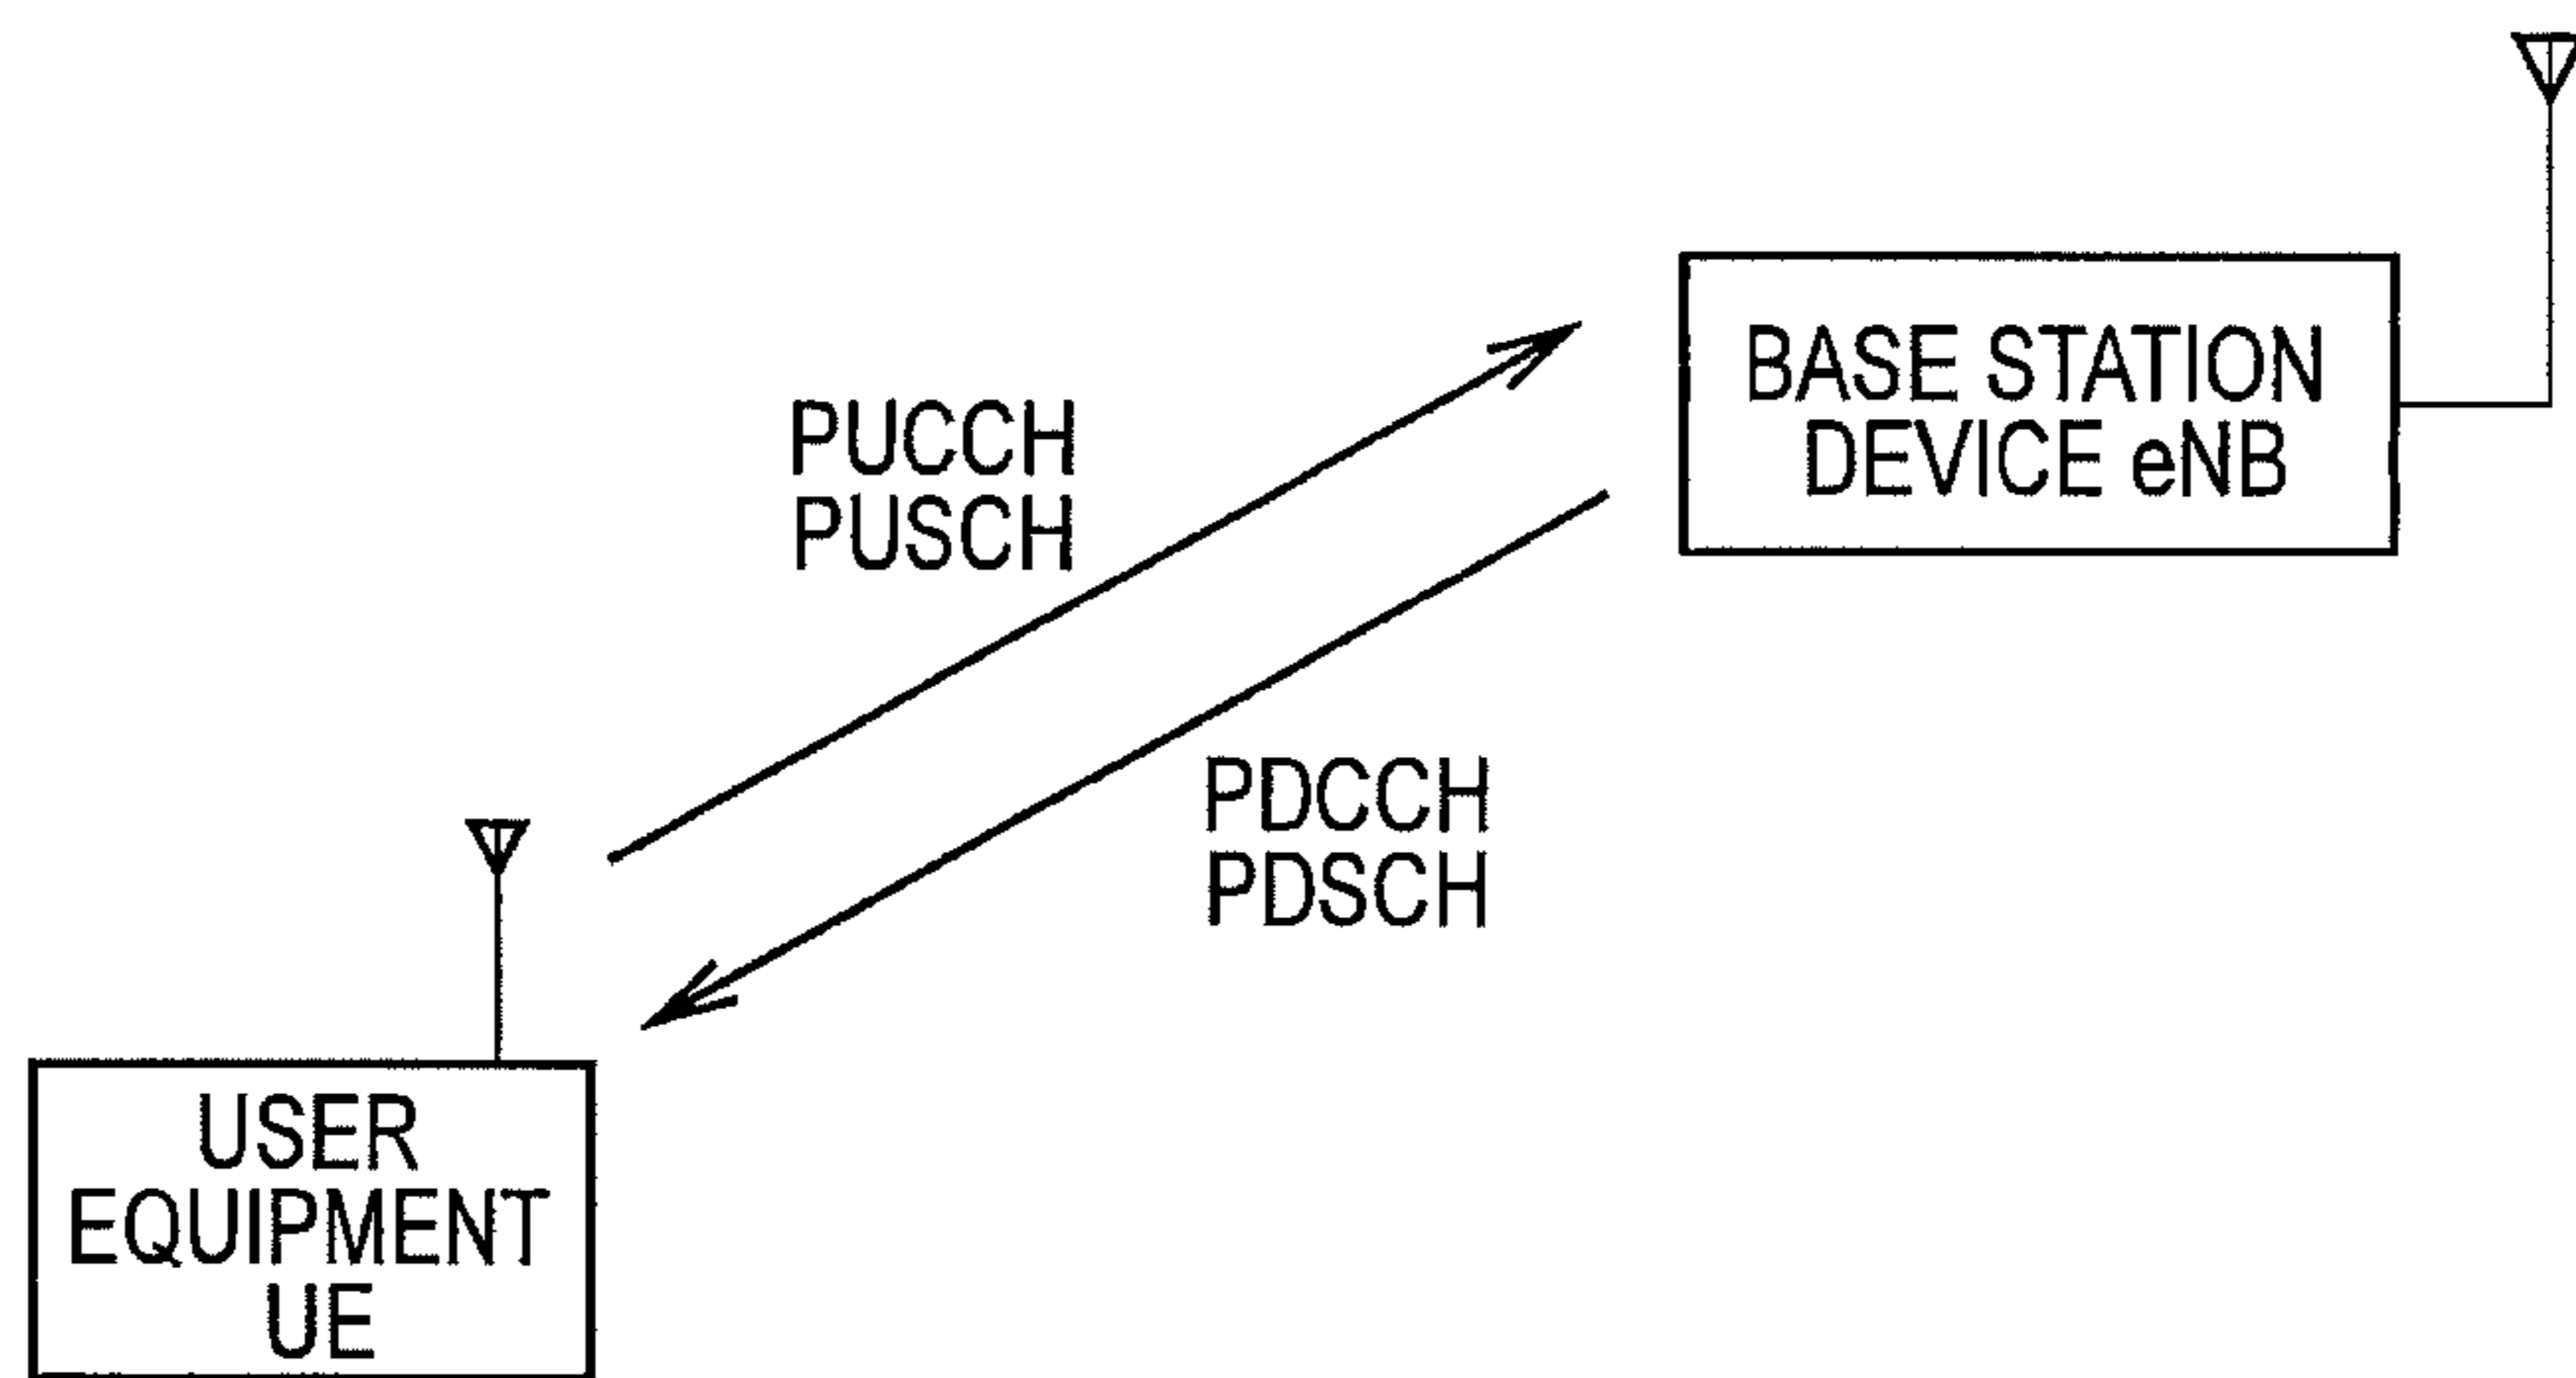 BASE STATION
DEVICE eNB
PUCCH
PUSCH
PDCCH
PDSCH
USER
EQUIPMENT
UE